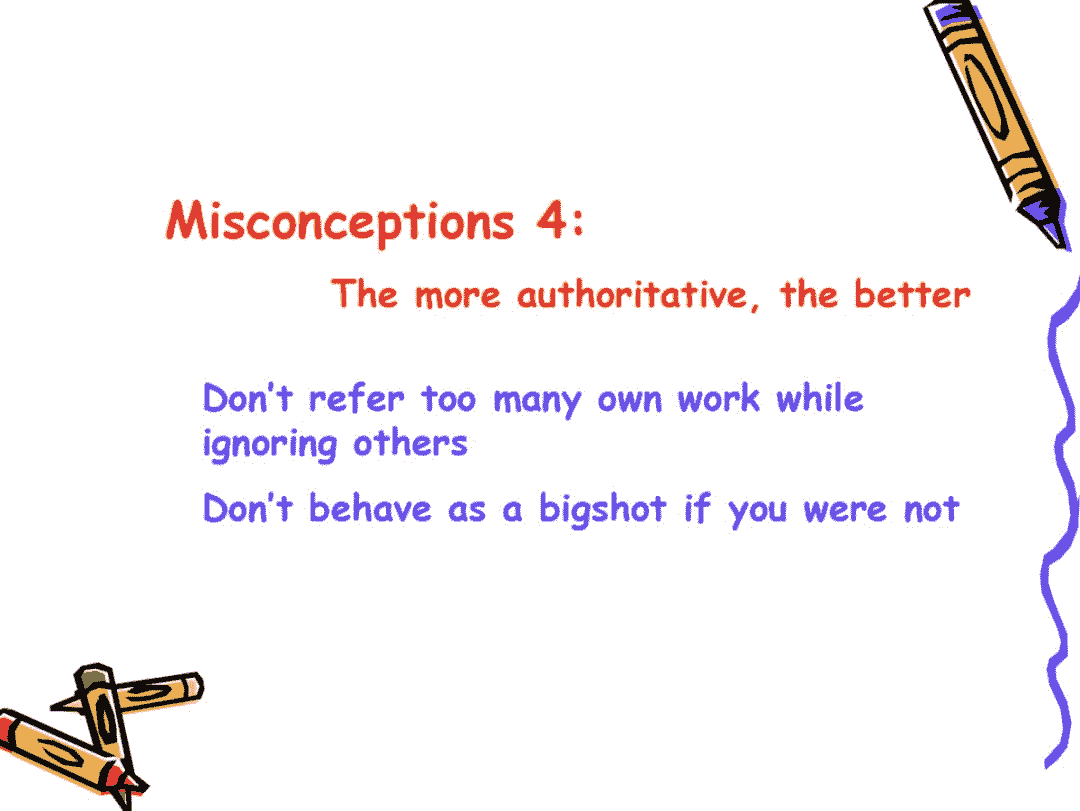 Misconceptions 4:
The more authoritative, the better
Don't refer too many own work while
ignoring others
Don't behave as a bigshot if you were not